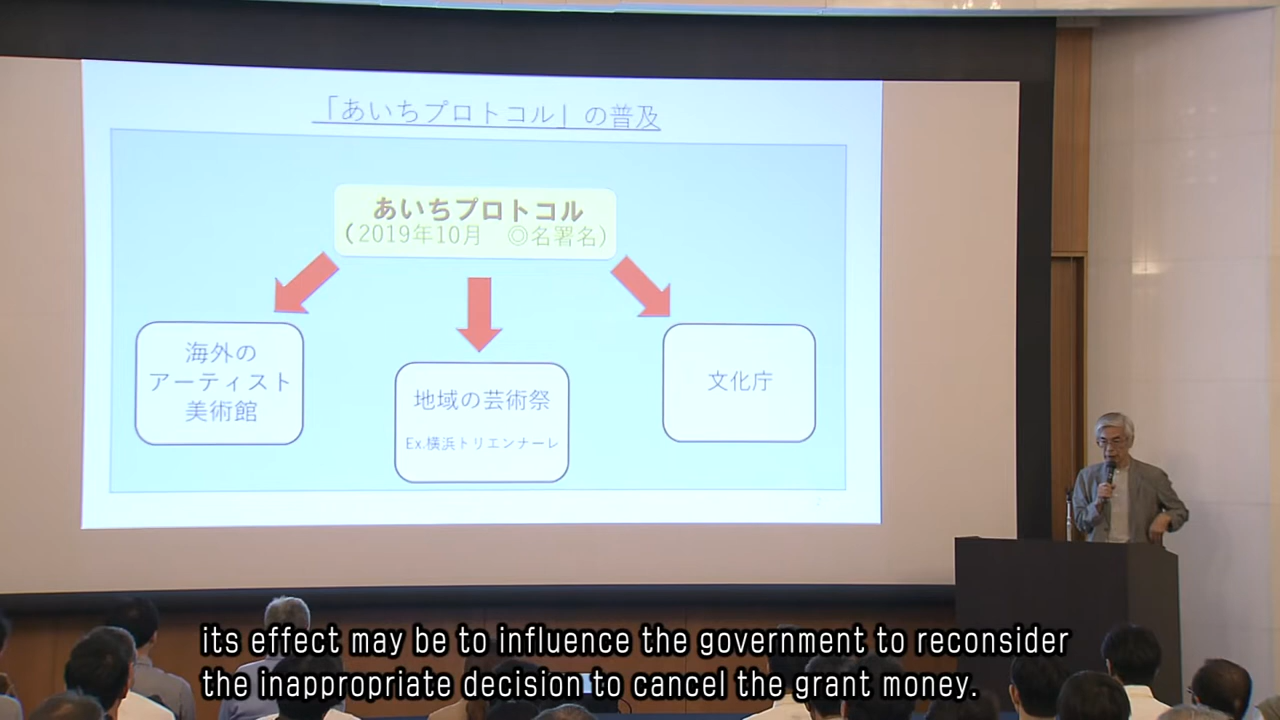 「あいちプロトコル」の普及
あいちプロトコル
(2019年10月　◎名署名)
海外の
アーティスト
美術館
地域の芸術祭
Ex.横浜トリエンナーレ
文化庁
its effect may be to influence the government to reconsider
the inappropriate decision to cancel the grant money.